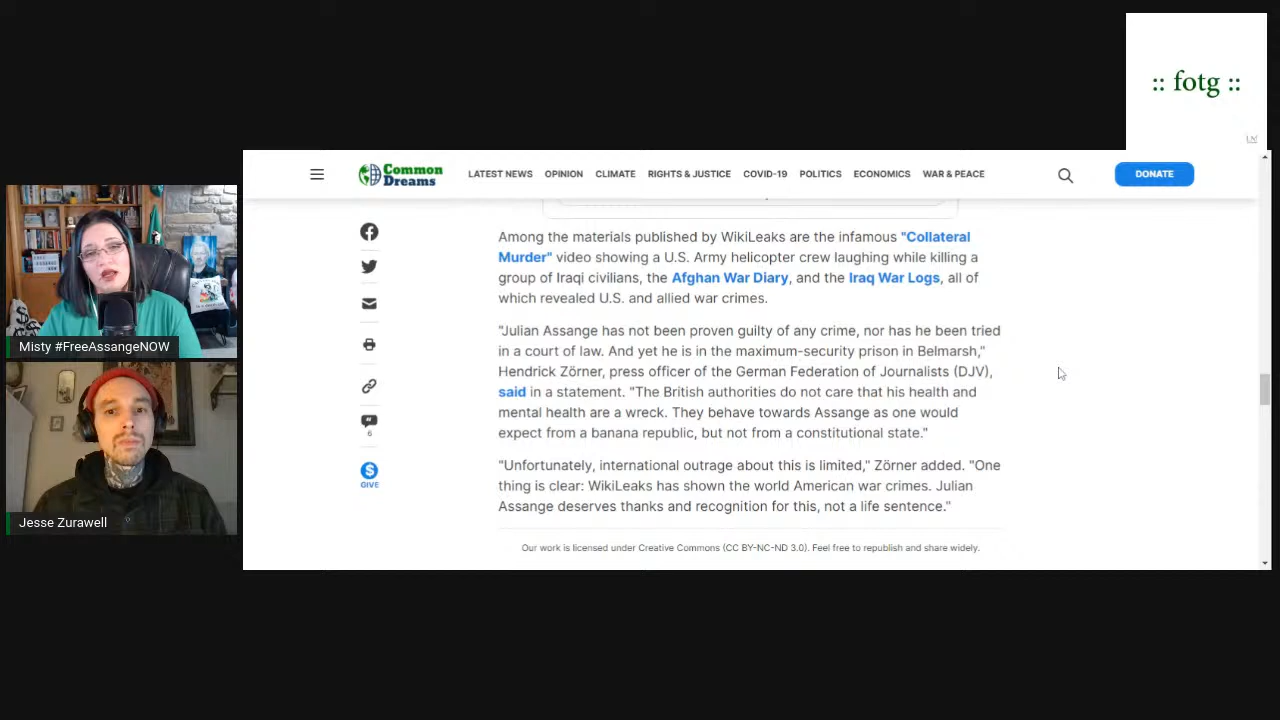 :: fotg ::
Common
Dreams
LATEST NEWS OPINION CLIMATE RIGHTS & JUSTICE COVID-19 POLITICS ECONOMICS WAR & PEACE
DONATE
Among the materials published by WikiLeaks are the infamous "Collateral
Murder" video showing a U.S. Army helicopter crew laughing while killing a
group of Iraqi civilians, the Afghan War Diary, and the Iraq War Logs, all of
which revealed U.S. and allied war crimes.
"Julian Assange has not been proven guilty of any crime, nor has he been tried
in a court of law. And yet he is in the maximum-security prison in Belmarsh,"
Hendrick Zörner, press officer of the German Federation of Journalists (DJV),
said in a statement. "The British authorities do not care that his health and
mental health are a wreck. They behave towards Assange as one would
expect from a banana republic, but not from a constitutional state."
"Unfortunately, international outrage about this is limited," Zörner added. "One
thing is clear: WikiLeaks has shown the world American war crimes. Julian
Assange deserves thanks and recognition for this, not a life sentence."
Our work is licensed under Creative Commons (CC BY-NC-ND 3.0). Feel free to republish and share widely.
6
GIVE
Misty #FreeAssangeNOW
Jesse Zurawell